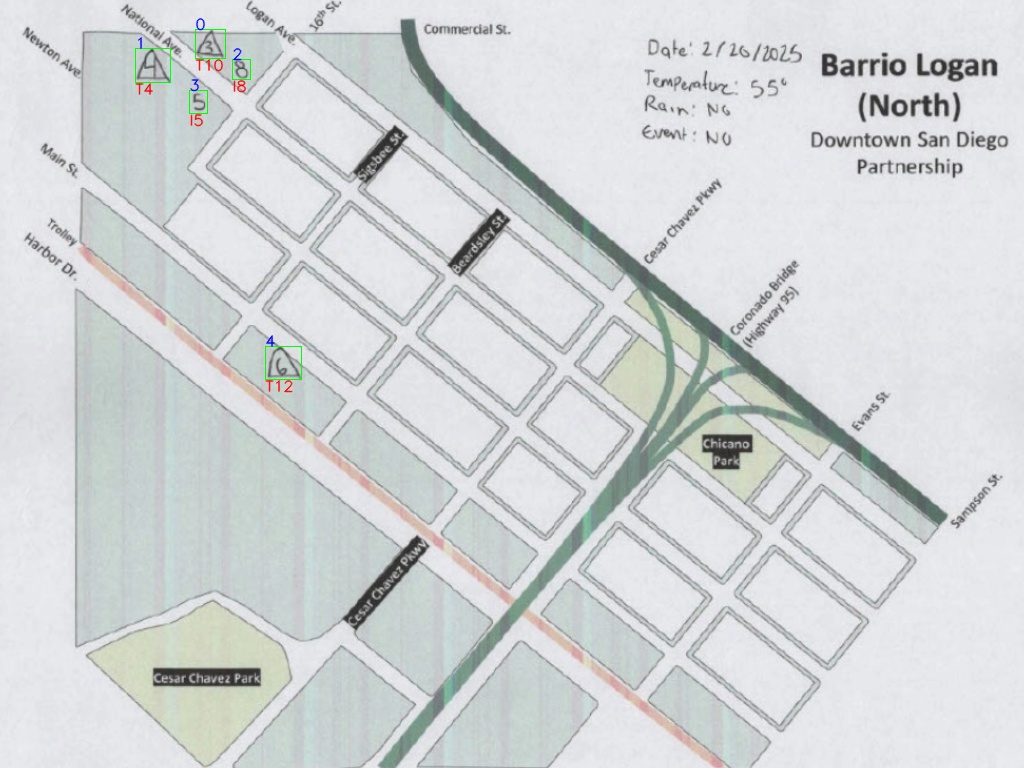 Commercial St.
16th St.
Logan Ave.
National Ave.
Newton Ave.
Main St.
Trolley
Harbor Dr.
0
3
T10
1
4
T4
2
8
I8
3
5
I5
4
6
T12
Date: 2/26/2025
Temperature: 55°
Rain: NO
Event: NO
Barrio Logan
(North)
Downtown San Diego
Partnership
Sigsbee St.
Beardsley St.
Cesar Chavez Pkwy
Coronado Bridge
(Highway 95)
Evans St.
Sampson St.
Chicano
Park
Cesar Chavez Pkwy
Cesar Chavez Park